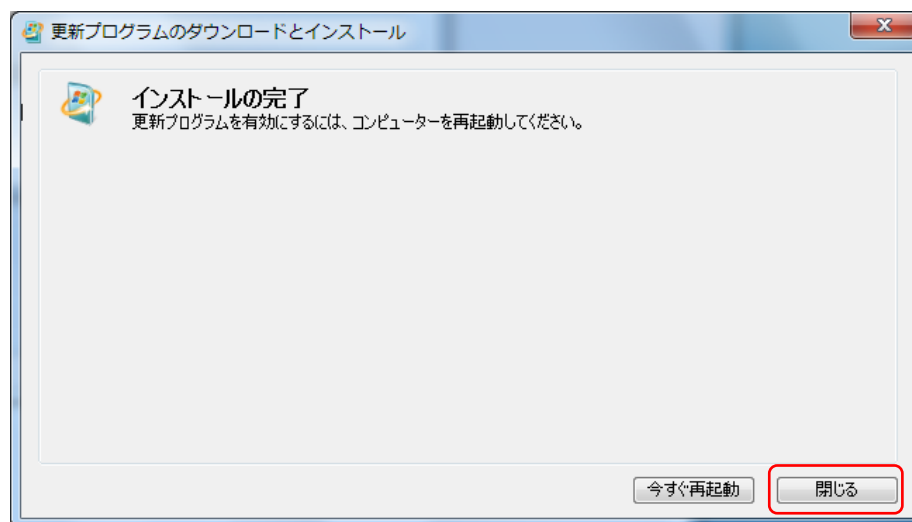 更新プログラムのダウンロードとインストール
インストールの完了
更新プログラムを有効にするには、コンピューターを再起動してください。
今すぐ再起動
閉じる